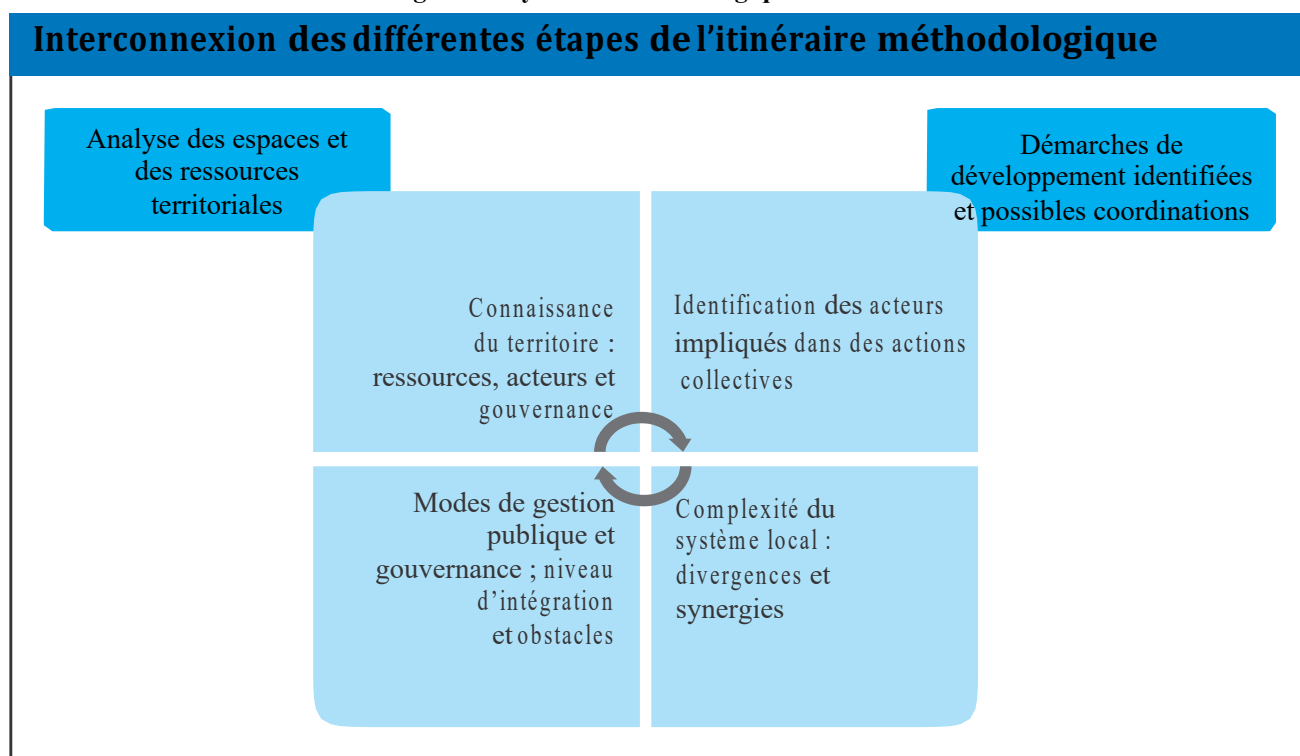 Interconnexion des différentes étapes de l'itinéraire méthodologique
Analyse des espaces et
des ressources
territoriales
Démarches de
développement identifiées
et possibles coordinations
Connaissance
du territoire :
ressources, acteurs et
gouvernance
Identification des acteurs
impliqués dans des actions
collectives
Modes de gestion
publique et
gouvernance ; niveau
d’intégration
et obstacles
Complexité du
système local :
divergences et
synergies